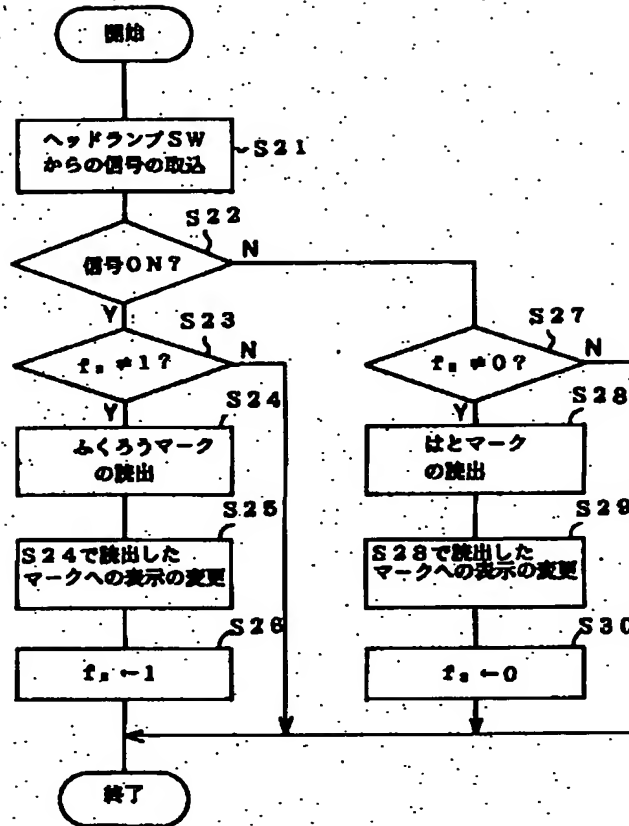 開始
ヘッドランプSW
からの信号の取込
S21
S22
信号ON?
N
Y
S23
≠1?
N
Y
S24
ふくろうマーク
の読出
S25
S24で読出した
マークへの表示の変更
S26
←1
S27
≠0?
N
Y
S28
はとマーク
の読出
S29
S28で読出した
マークへの表示の変更
S30
←0
終了